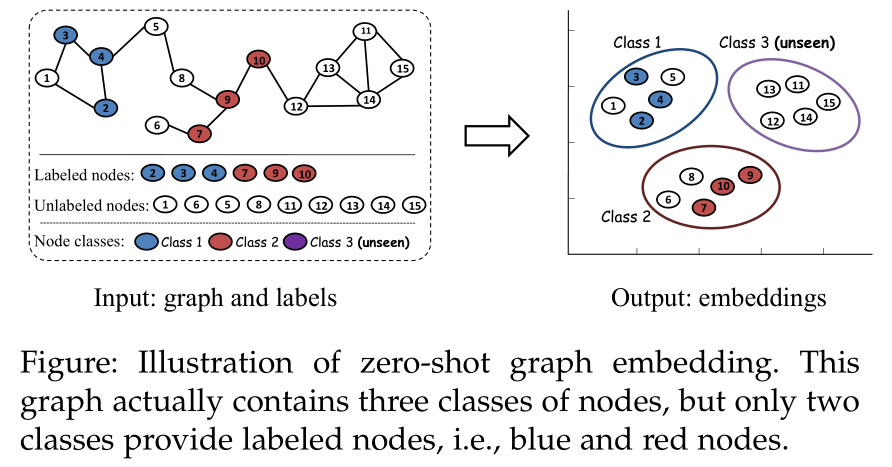 3
4
5
11
1
2
8
10
13
15
9
12
14
6
7
Labeled nodes: 2 3 4 7 9 10
Unlabeled nodes: 1 6 5 8 11 12 13 14 15
Node classes: Class 1 Class 2 Class 3 (unseen)
Input: graph and labels
Class 1
Class 3 (unseen)
3
5
1
4
2
13
11
15
12
14
8
9
10
6
7
Class 2
Output: embeddings
Figure: Illustration of zero-shot graph embedding. This
graph actually contains three classes of nodes, but only two
classes provide labeled nodes, i.e., blue and red nodes.